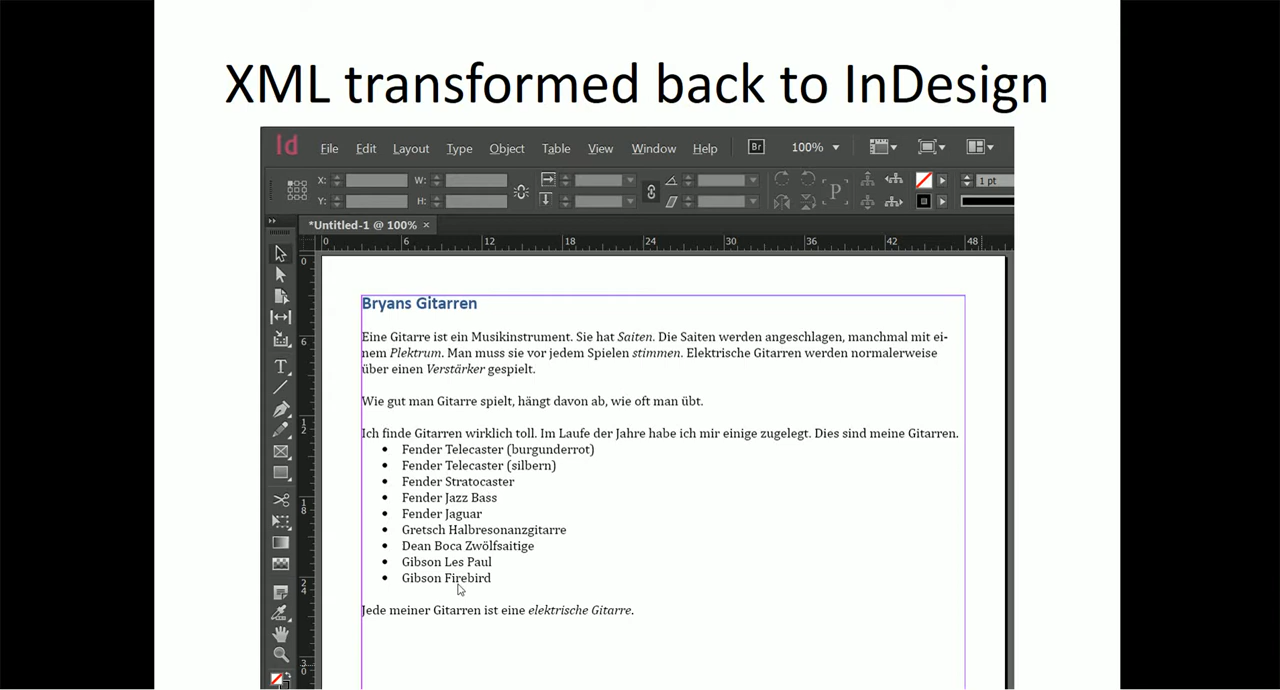 XML transformed back to InDesign
Id File Edit Layout Type Object Table View Window Help Br 100%
X: W: P 1 pt
Y: H:
*Untitled-1 @ 100% ×
0 6 12 18 24 30 36 42 48
0
Bryans Gitarren
Eine Gitarre ist ein Musikinstrument. Sie hat Saiten. Die Saiten werden angeschlagen, manchmal mit ei-
6
nem Plektrum. Man muss sie vor jedem Spielen stimmen. Elektrische Gitarren werden normalerweise
über einen Verstärker gespielt.
Wie gut man Gitarre spielt, hängt davon ab, wie oft man übt.
12
Ich finde Gitarren wirklich toll. Im Laufe der Jahre habe ich mir einige zugelegt. Dies sind meine Gitarren.
• Fender Telecaster (burgunderrot)
• Fender Telecaster (silbern)
• Fender Stratocaster
• Fender Jazz Bass
18
• Fender Jaguar
• Gretsch Halbresonanzgitarre
• Dean Boca Zwölfsaitige
• Gibson Les Paul
• Gibson Firebird
24
Jede meiner Gitarren ist eine elektrische Gitarre.
30